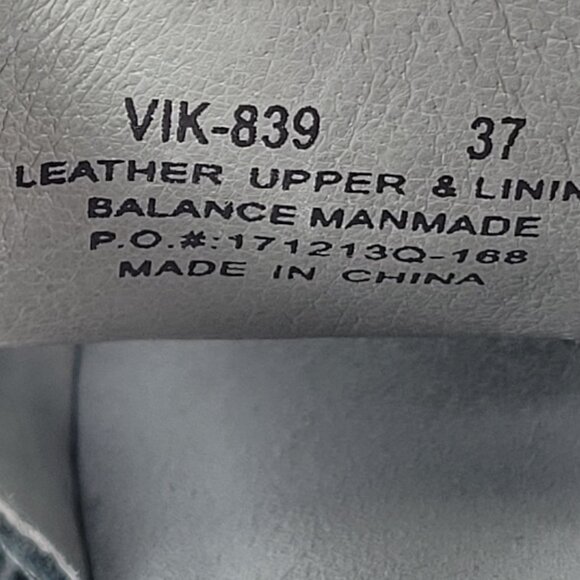 VIK-839 37
LEATHER UPPER & LININ
BALANCE MANMADE
P.O.#:171213Q-168
MADE IN CHINA